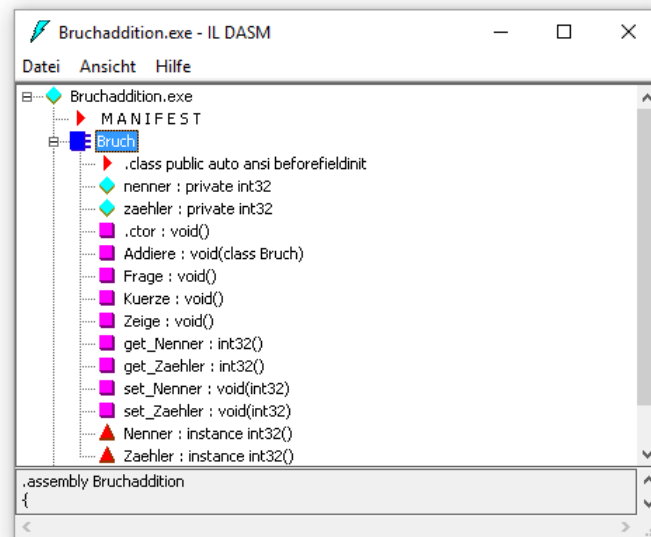 Bruchaddition.exe - IL DASM
Datei Ansicht Hilfe
Bruchaddition.exe
MANIFEST
Bruch
.class public auto ansi beforefieldinit
nenner : private int32
zaehler : private int32
.ctor : void()
Addiere : void(class Bruch)
Frage : void()
Kuerze : void()
Zeige : void()
get_Nenner : int32()
get_Zaehler : int32()
set_Nenner : void(int32)
set_Zaehler : void(int32)
Nenner : instance int32()
Zaehler : instance int32()
.assembly Bruchaddition
{